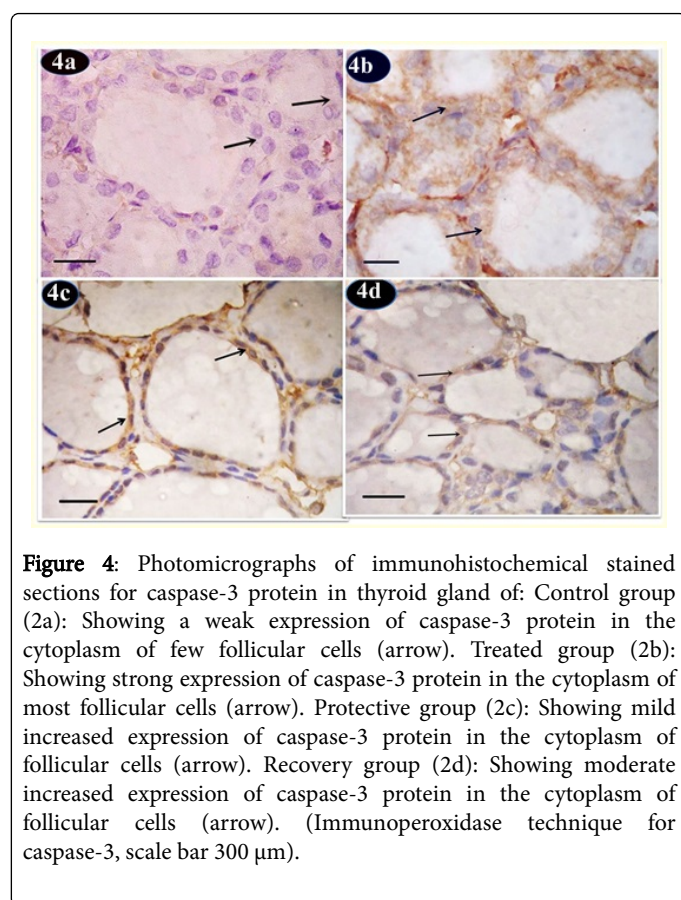 4a 4b
4c 4d
Figure 4: Photomicrographs of immunohistochemical stained
sections for caspase-3 protein in thyroid gland of: Control group
(2a): Showing a weak expression of caspase-3 protein in the
cytoplasm of few follicular cells (arrow). Treated group (2b):
Showing strong expression of caspase-3 protein in the cytoplasm of
most follicular cells (arrow). Protective group (2c): Showing mild
increased expression of caspase-3 protein in the cytoplasm of
follicular cells (arrow). Recovery group (2d): Showing moderate
increased expression of caspase-3 protein in the cytoplasm of
follicular cells (arrow). (Immunoperoxidase technique for
caspase-3, scale bar 300 μm).